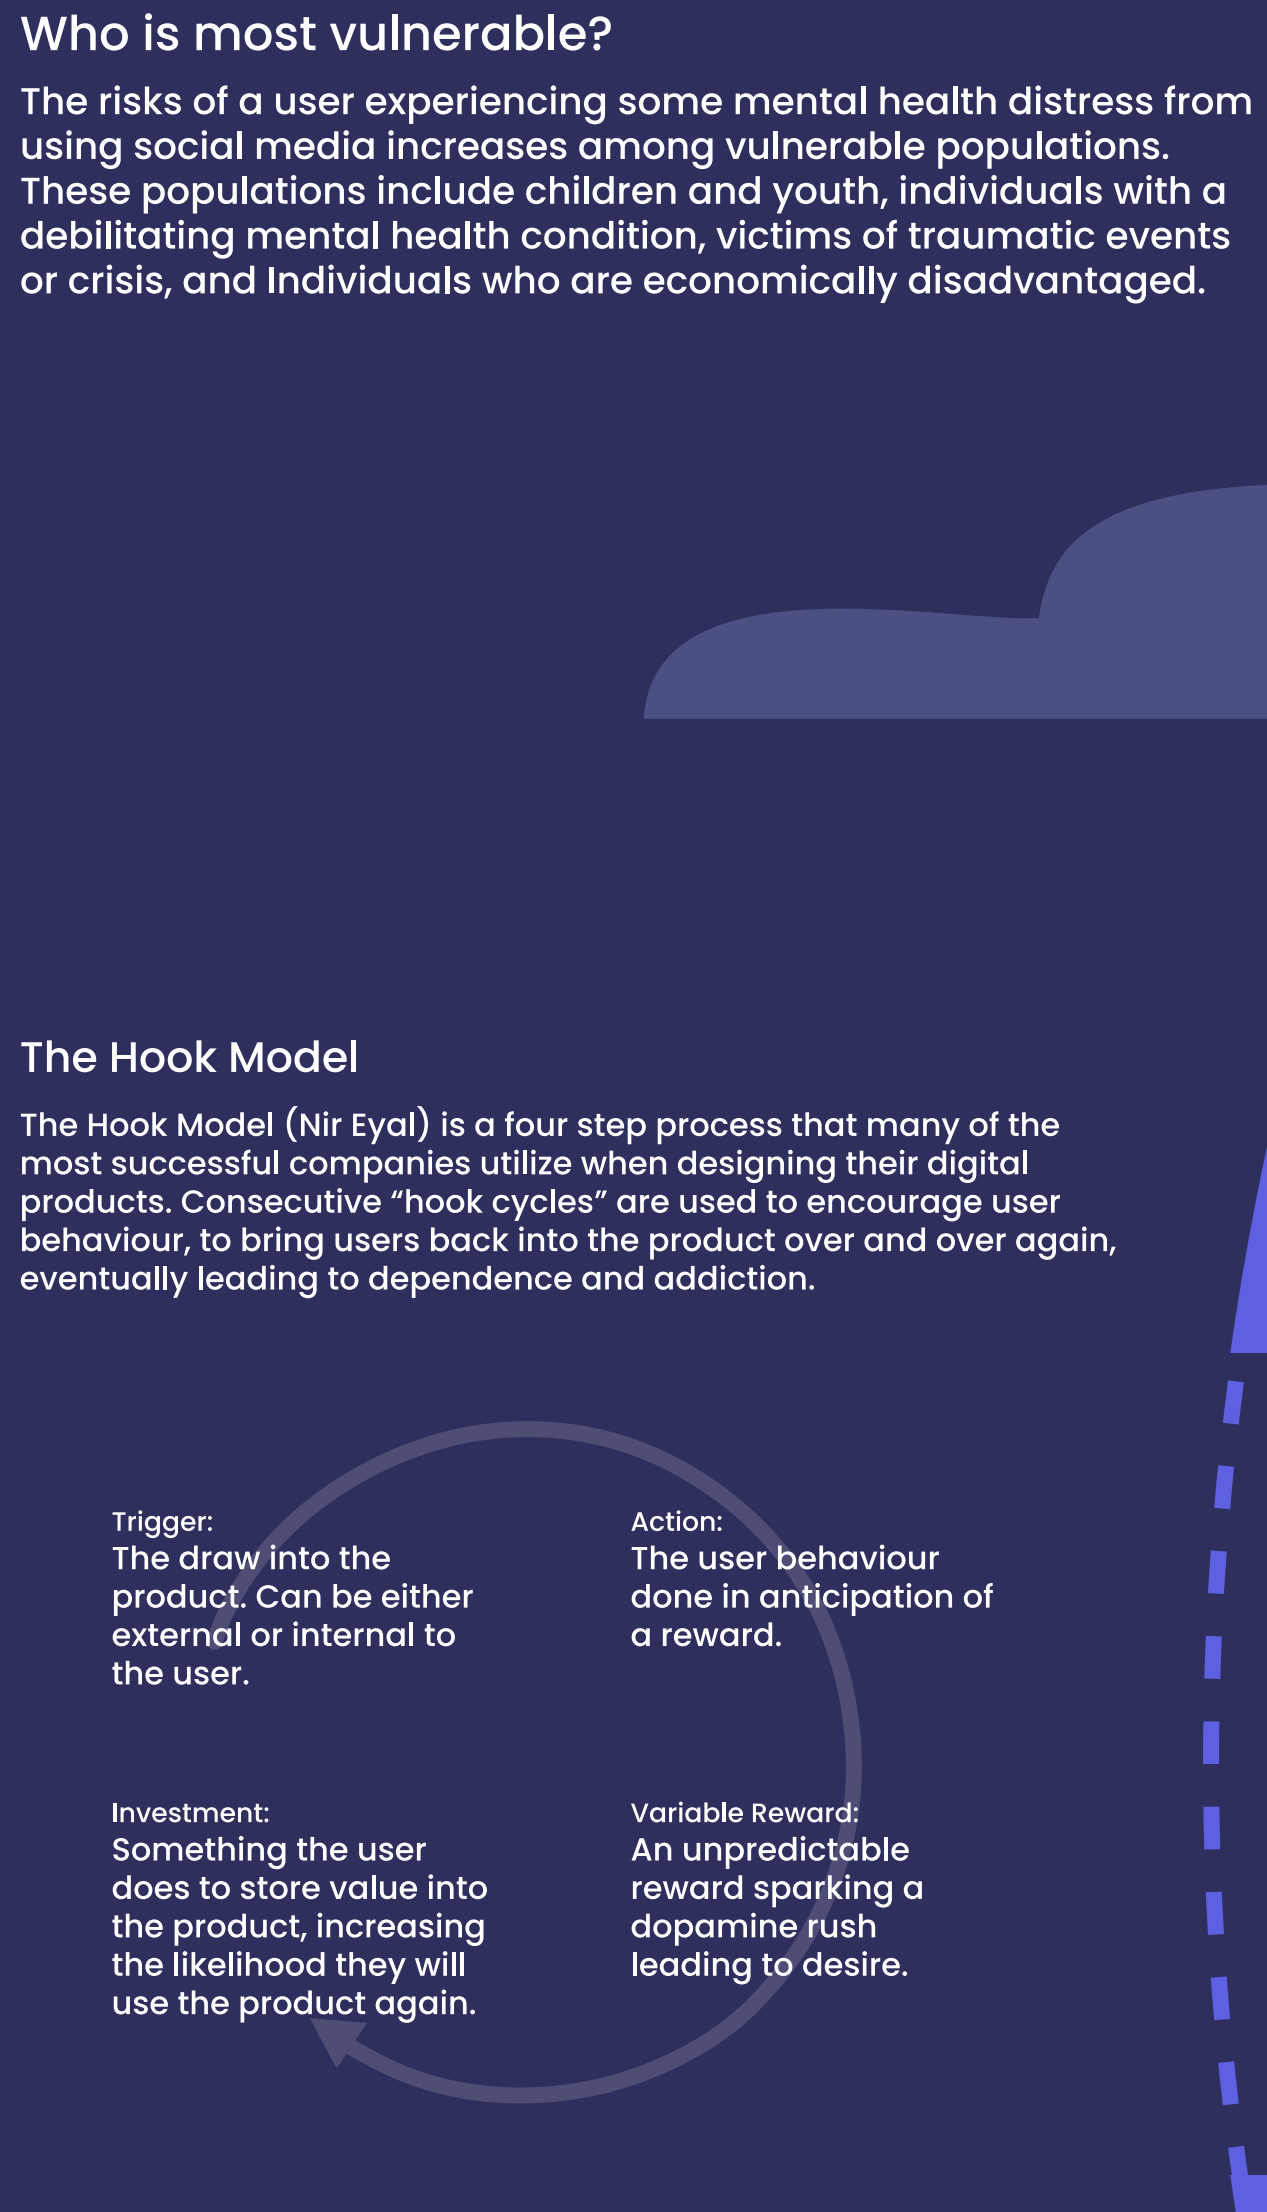 Who is most vulnerable?
The risks of a user experiencing some mental health distress from
using social media increases among vulnerable populations.
These populations include children and youth, individuals with a
debilitating mental health condition, victims of traumatic events
or crisis, and Individuals who are economically disadvantaged.
The Hook Model
The Hook Model (Nir Eyal) is a four step process that many of the
most successful companies utilize when designing their digital
products. Consecutive “hook cycles” are used to encourage user
behaviour, to bring users back into the product over and over again,
eventually leading to dependence and addiction.
Trigger:
The draw into the
product. Can be either
external or internal to
the user.
Action:
The user behaviour
done in anticipation of
a reward.
Investment:
Something the user
does to store value into
the product, increasing
the likelihood they will
use the product again.
Variable Reward:
An unpredictable
reward sparking a
dopamine rush
leading to desire.